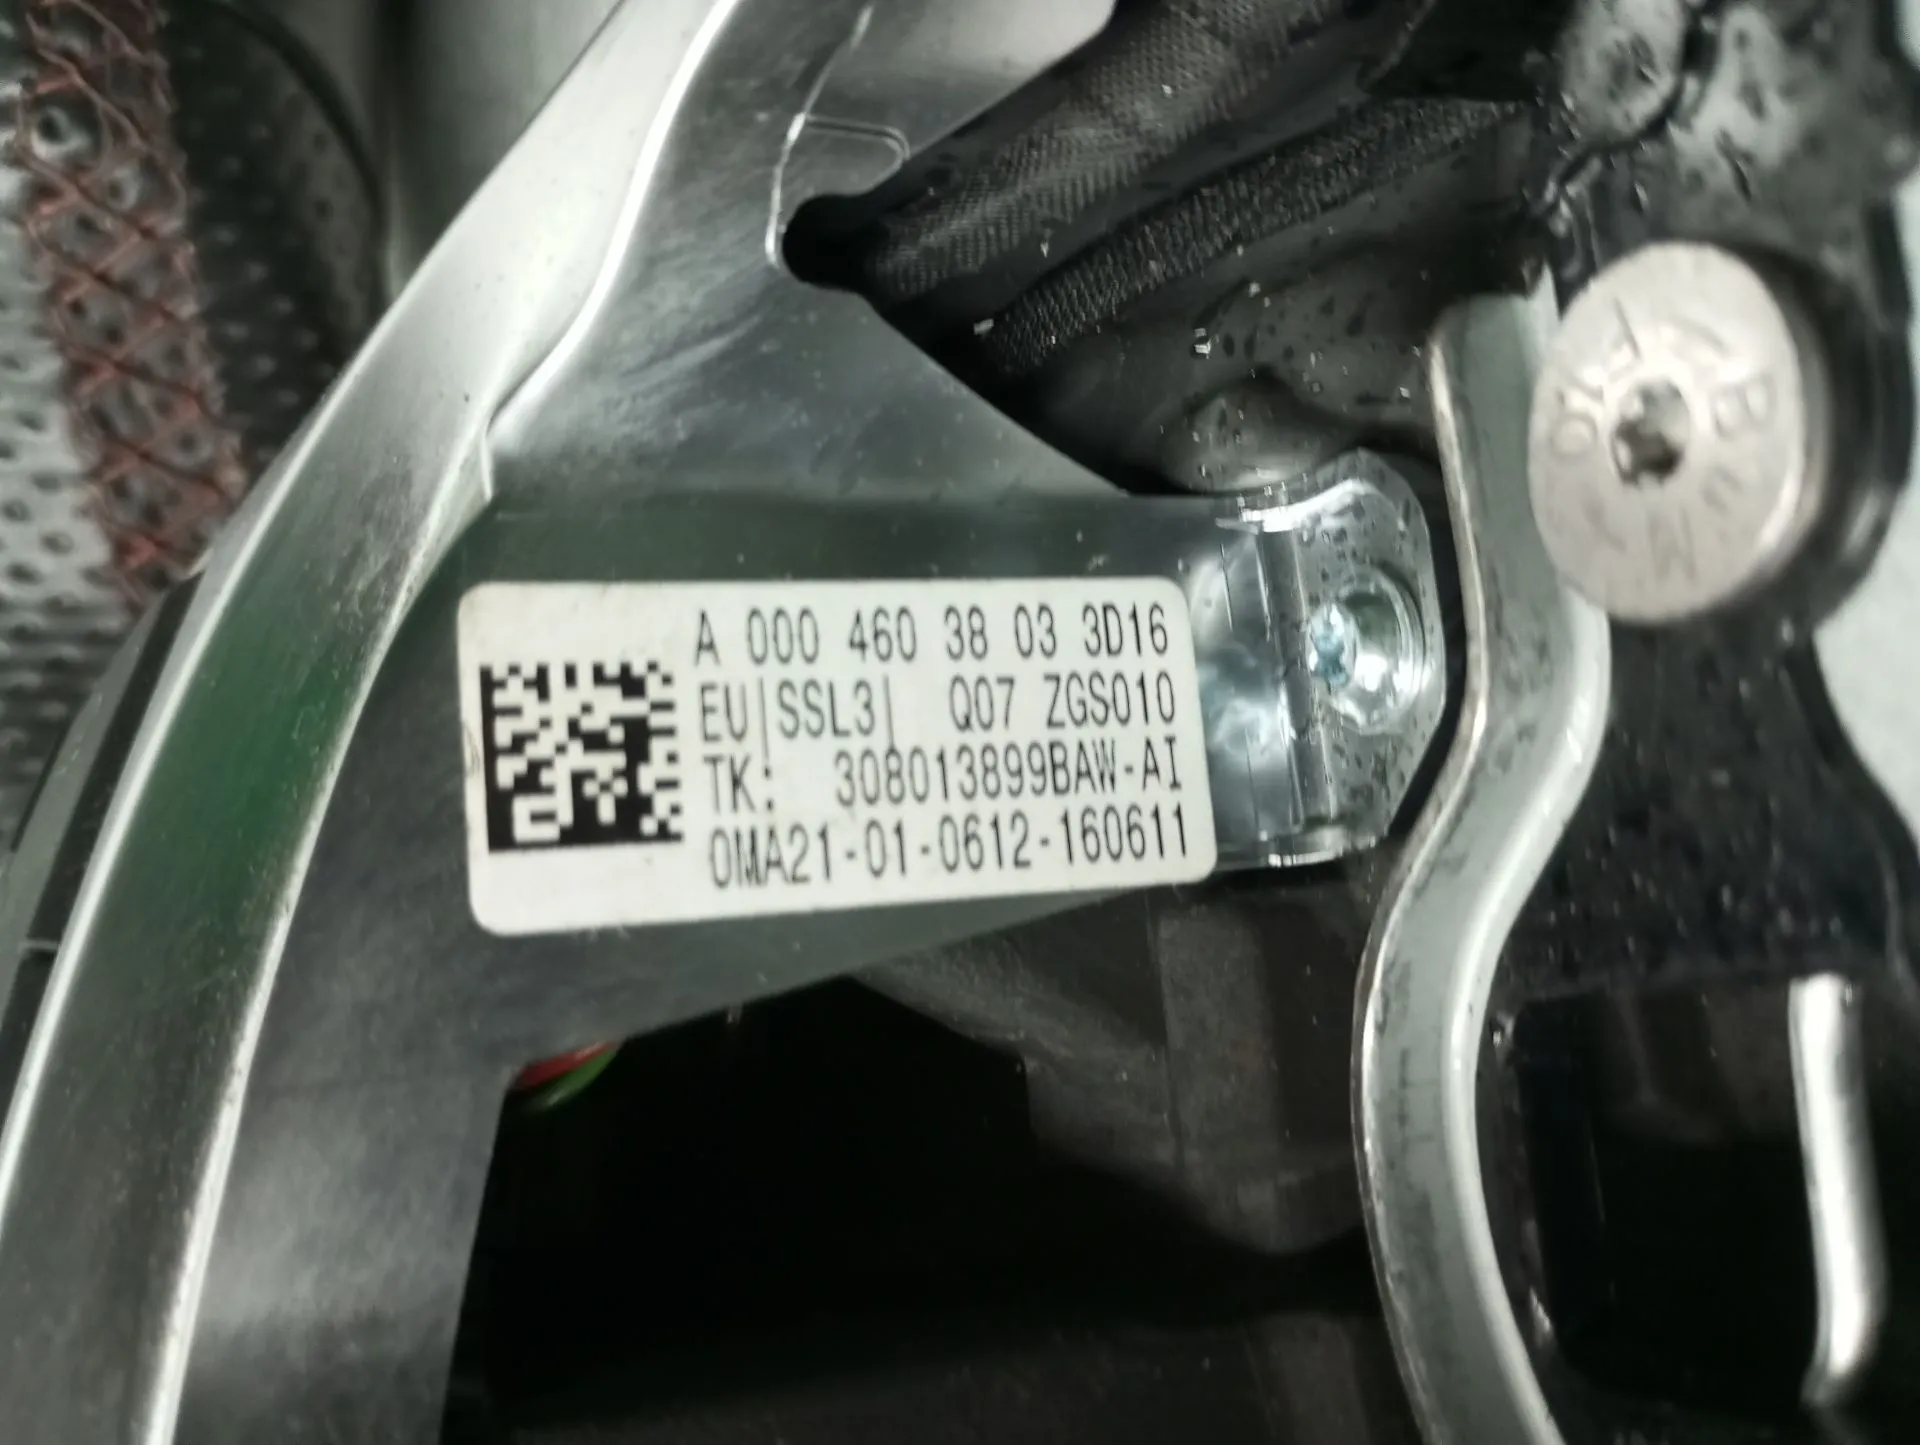 A 000 460 38 03 3D16
EU|SSL3| Q07 ZGS010
TK: 308013899BAW-AI
0MA21-01-0612-160611